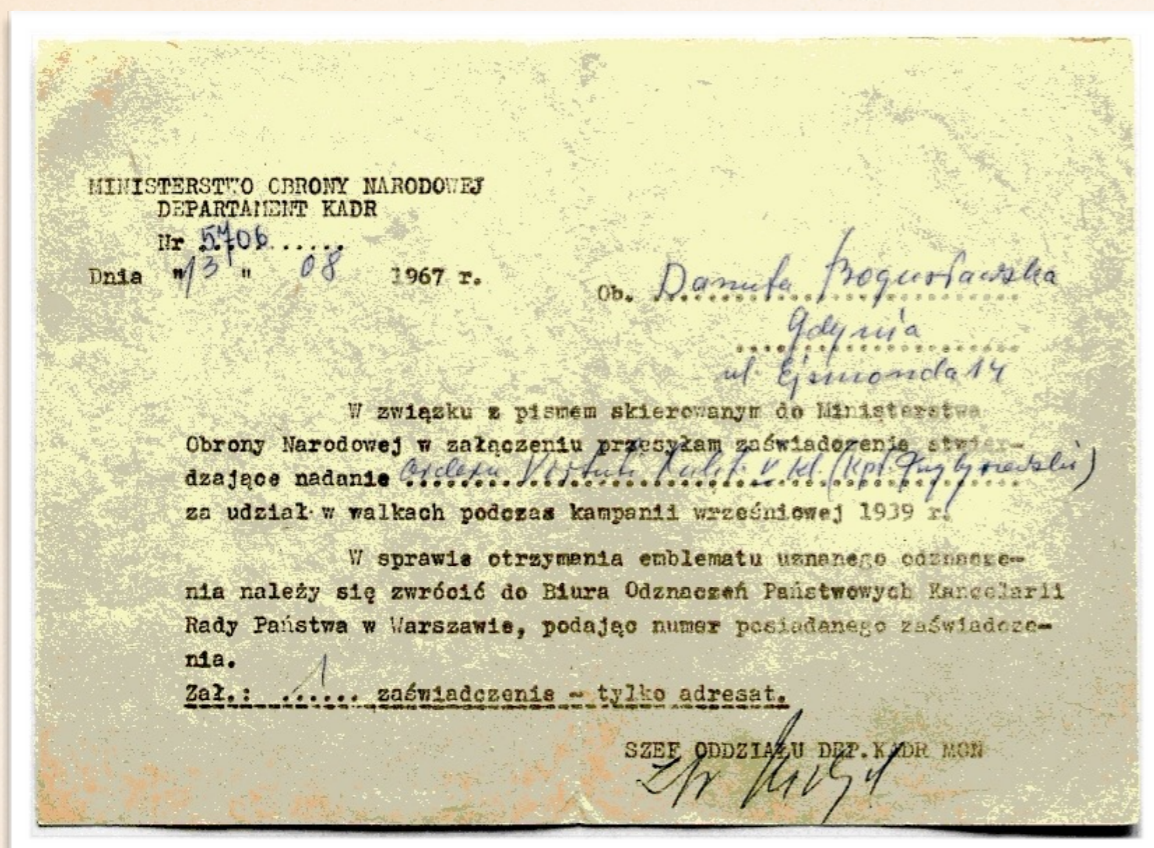 MINISTERSTWO OBRONY NARODOWEJ
DEPARTAMENT KADR
Nr 5706......
Dnia "13" 08 1967 r.
Ob. Danuta Bogusławska
Gdynia
ul. Ejsmonda 14
W związku z pismem skierowanym do Ministerstwa
Obrony Narodowej w załączeniu przesyłam zaświadczenie stwier-
dzające nadanie orderu Virtuti Milit. V kl. (kpt.
za udział w walkach podczas kampanii wrześniowej 1939 r.
W sprawie otrzymania emblematu uznanego odznacze-
nia należy się zwrócić do Biura Odznaczeń Państwowych Kancelarii
Rady Państwa w Warszawie, podając numer posiadanego zaświadcze-
nia.
Zał.: ...1... zaświadczenie - tylko adresat.
SZEF ODDZIAŁU DEP.KADR MON